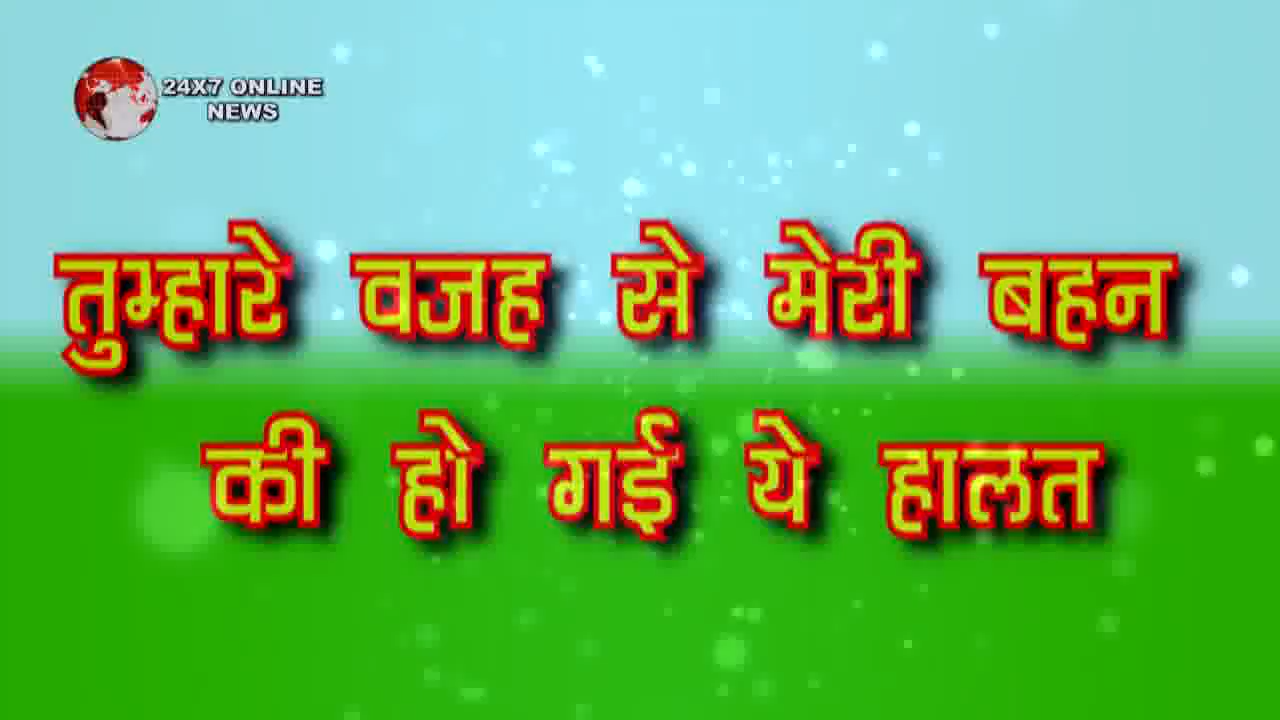 24X7 ONLINE
NEWS
तुम्हारे वजह से मेरी बहन
की हो गई ये हालत